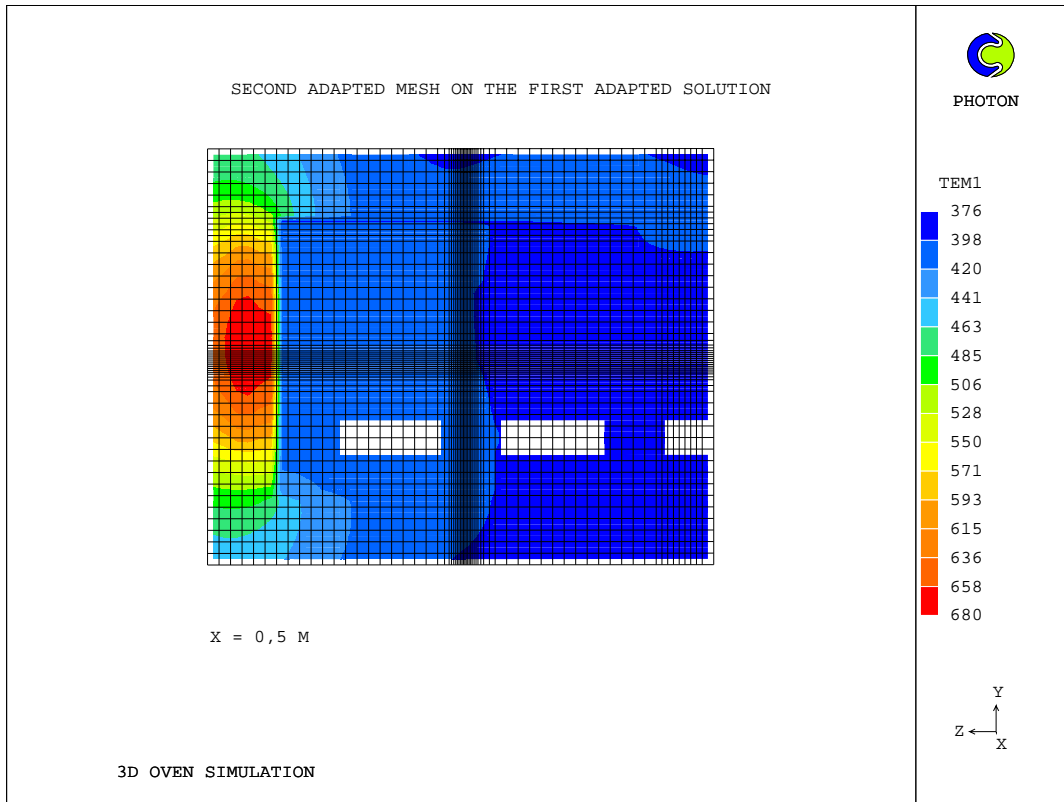 SECOND ADAPTED MESH ON THE FIRST ADAPTED SOLUTION
PHOTON
TEM1
376
398
420
441
463
485
506
528
550
571
593
615
636
658
680
X = 0,5 M
Y
Z
X
3D OVEN SIMULATION